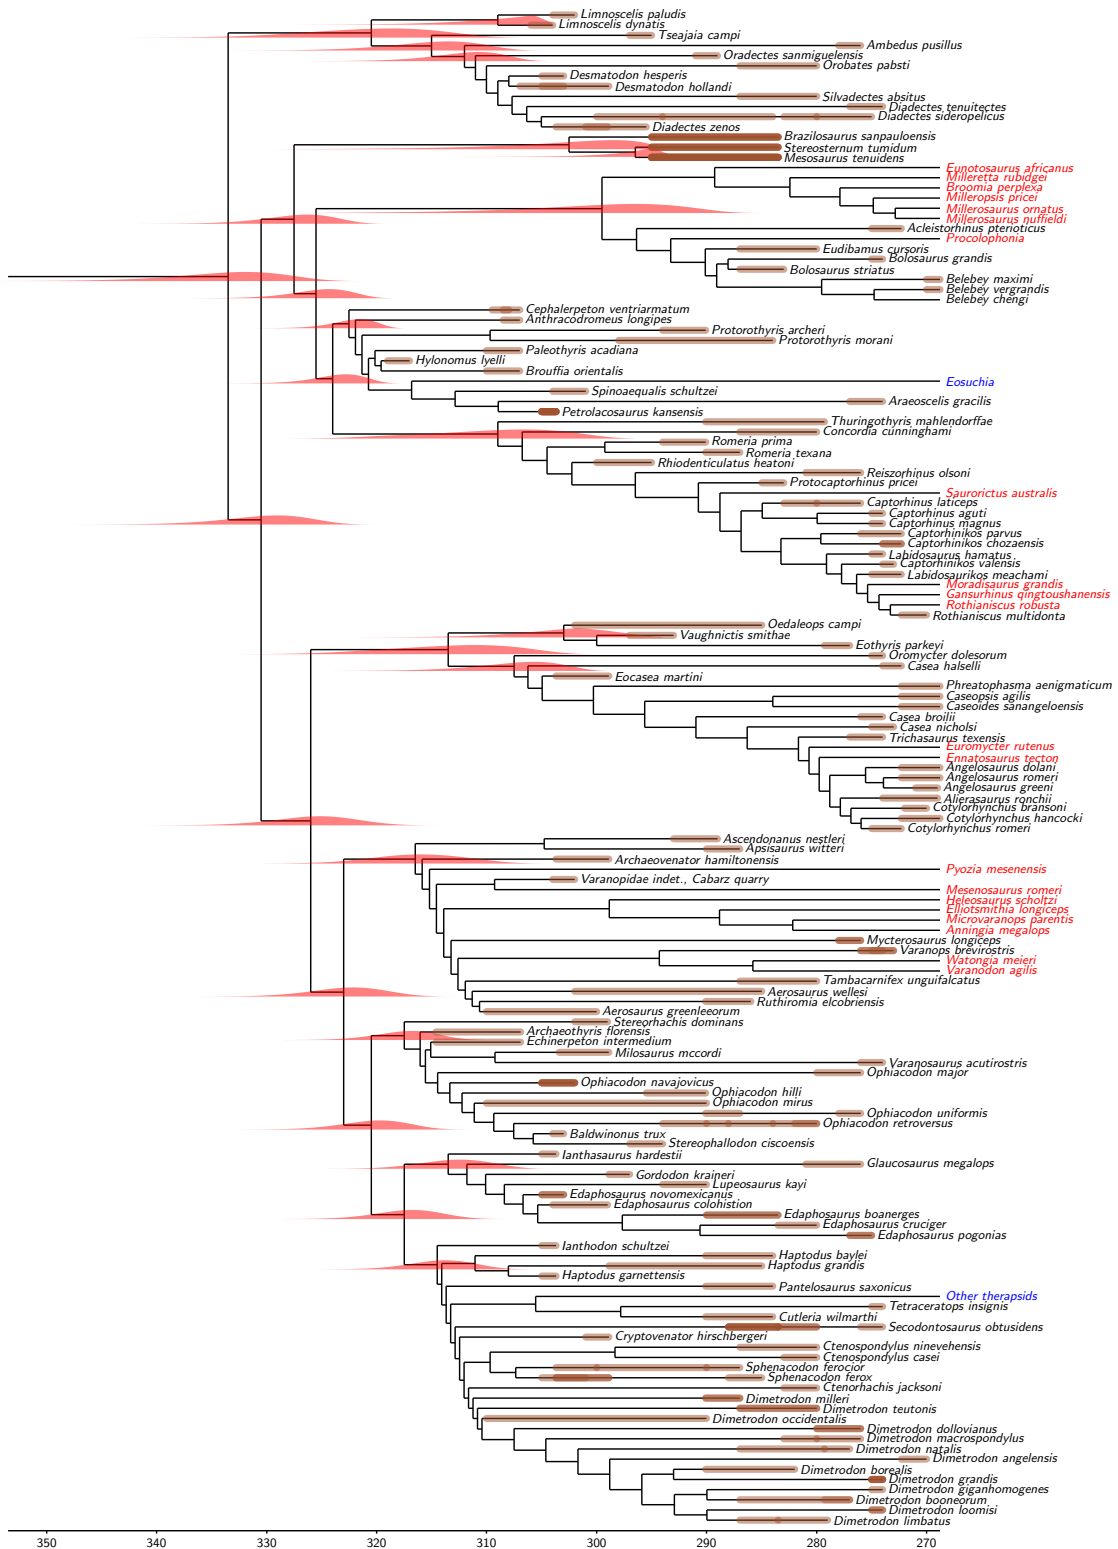 Limnoscelis paludis
Limnoscelis dynatis
Tseajaia campi
Ambedus pusillus
Oradectes sanmiguelensis
Orobates pabsti
Desmatodon hesperis
Desmatodon hollandi
Silvadectes absitus
Diadectes tenuitectes
Diadectes sideropelicus
Diadectes zenos
Brazilosaurus sanpauloensis
Stereosternum tumidum
Mesosaurus tenuidens
Eunotosaurus africanus
Milleretta rubidgei
Broomia perplexa
Milleropsis pricei
Millerosaurus ornatus
Millerosaurus nuffieldi
Acleistorhinus pterioticus
Procolophonia
Eudibamus cursoris
Bolosaurus grandis
Bolosaurus striatus
Belebey maximi
Belebey vergrandis
Belebey chengi
Cephalerpeton ventriarmatum
Anthracodromeus longipes
Protorothyris archeri
Protorothyris morani
Paleothyris acadiana
Hylonomus lyelli
Brouffia orientalis
Eosuchia
Spinoaequalis schultzei
Araeoscelis gracilis
Petrolacosaurus kansensis
Thuringothyris mahlendorffae
Concordia cunninghami
Romeria prima
Romeria texana
Rhiodenticulatus heatoni
Reiszorhinus olsoni
Protocaptorhinus pricei
Saurorictus australis
Captorhinus laticeps
Captorhinus aguti
Captorhinus magnus
Captorhinikos parvus
Captorhinikos chozaensis
Labidosaurus hamatus
Captorhinikos valensis
Labidosaurikos meachami
Moradisaurus grandis
Gansurhinus qingtoushanensis
Rothianiscus robusta
Rothianiscus multidonta
Oedaleops campi
Vaughnictis smithae
Eothyris parkeyi
Oromycter dolesorum
Casea halselli
Eocasea martini
Phreatophasma aenigmaticum
Caseopsis agilis
Caseoides sanangeloensis
Casea broilii
Casea nicholsi
Trichasaurus texensis
Euromycter rutenus
Ennatosaurus tecton
Angelosaurus dolani
Angelosaurus romeri
Angelosaurus greeni
Alierasaurus ronchii
Cotylorhynchus bransoni
Cotylorhynchus hancocki
Cotylorhynchus romeri
Ascendonanus nestleri
Apsisaurus witteri
Archaeovenator hamiltonensis
Pyozia mesenensis
Varanopidae indet., Cabarz quarry
Mesenosaurus romeri
Heleosaurus scholtzi
Elliotsmithia longiceps
Microvaranops parentis
Anningia megalops
Mycterosaurus longiceps
Varanops brevirostris
Watongia meieri
Varanodon agilis
Tambacarnifex unguifalcatus
Aerosaurus wellesi
Ruthiromia elcobriensis
Aerosaurus greenleeorum
Stereorhachis dominans
Archaeothyris florensis
Echinerpeton intermedium
Milosaurus mccordi
Varanosaurus acutirostris
Ophiacodon major
Ophiacodon navajovicus
Ophiacodon hilli
Ophiacodon mirus
Ophiacodon uniformis
Ophiacodon retroversus
Baldwinonus trux
Stereophallodon ciscoensis
Ianthasaurus hardestii
Glaucosaurus megalops
Gordodon kraineri
Lupeosaurus kayi
Edaphosaurus novomexicanus
Edaphosaurus colohistion
Edaphosaurus boanerges
Edaphosaurus cruciger
Edaphosaurus pogonias
Ianthodon schultzei
Haptodus baylei
Haptodus grandis
Haptodus garnettensis
Pantelosaurus saxonicus
Other therapsids
Tetraceratops insignis
Cutleria wilmarthi
Secodontosaurus obtusidens
Cryptovenator hirschbergeri
Ctenospondylus ninevehensis
Ctenospondylus casei
Sphenacodon ferocior
Sphenacodon ferox
Ctenorhachis jacksoni
Dimetrodon milleri
Dimetrodon teutonis
Dimetrodon occidentalis
Dimetrodon dollovianus
Dimetrodon macrospondylus
Dimetrodon natalis
Dimetrodon angelensis
Dimetrodon borealis
Dimetrodon grandis
Dimetrodon giganhomogenes
Dimetrodon booneorum
Dimetrodon loomisi
Dimetrodon limbatus
350 340 330 320 310 300 290 280 270